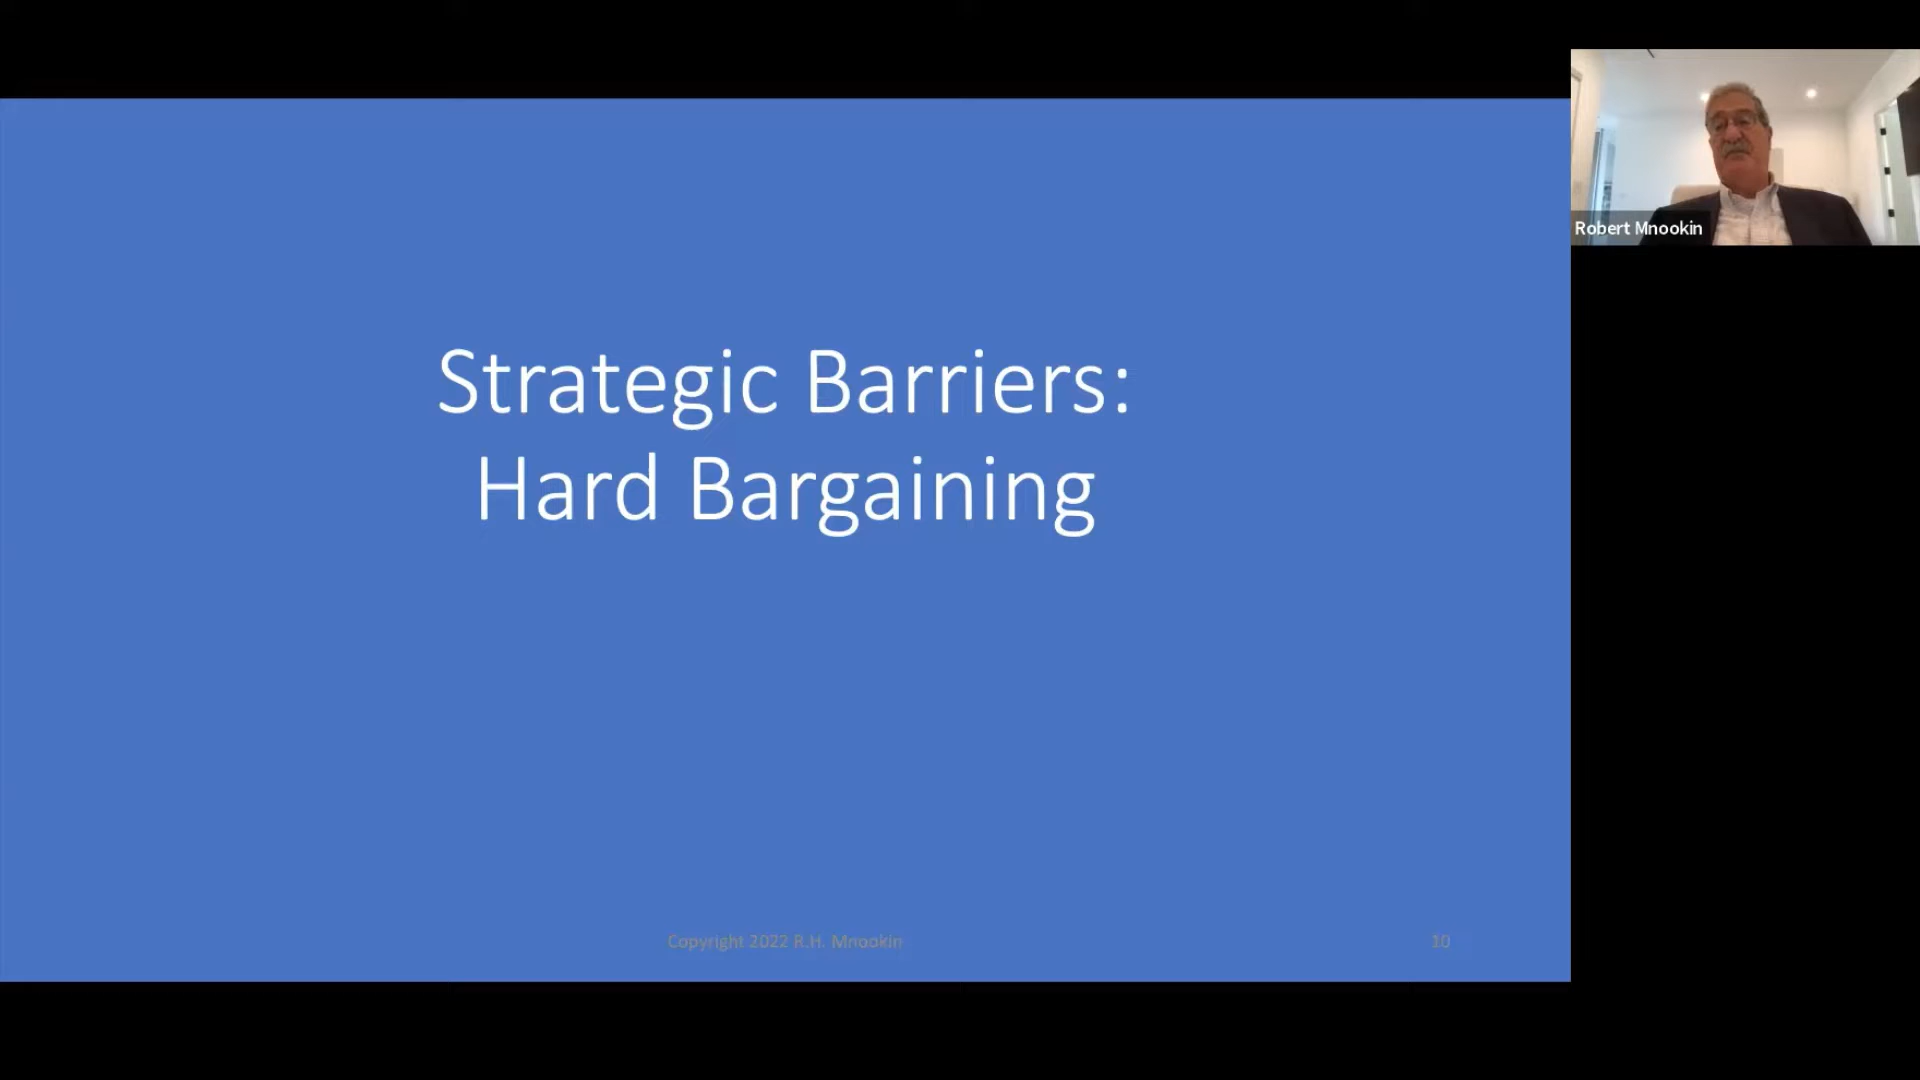 Strategic Barriers:
Hard Bargaining
Robert Mnookin
Copyright 2022 R.H. Mnookin
10